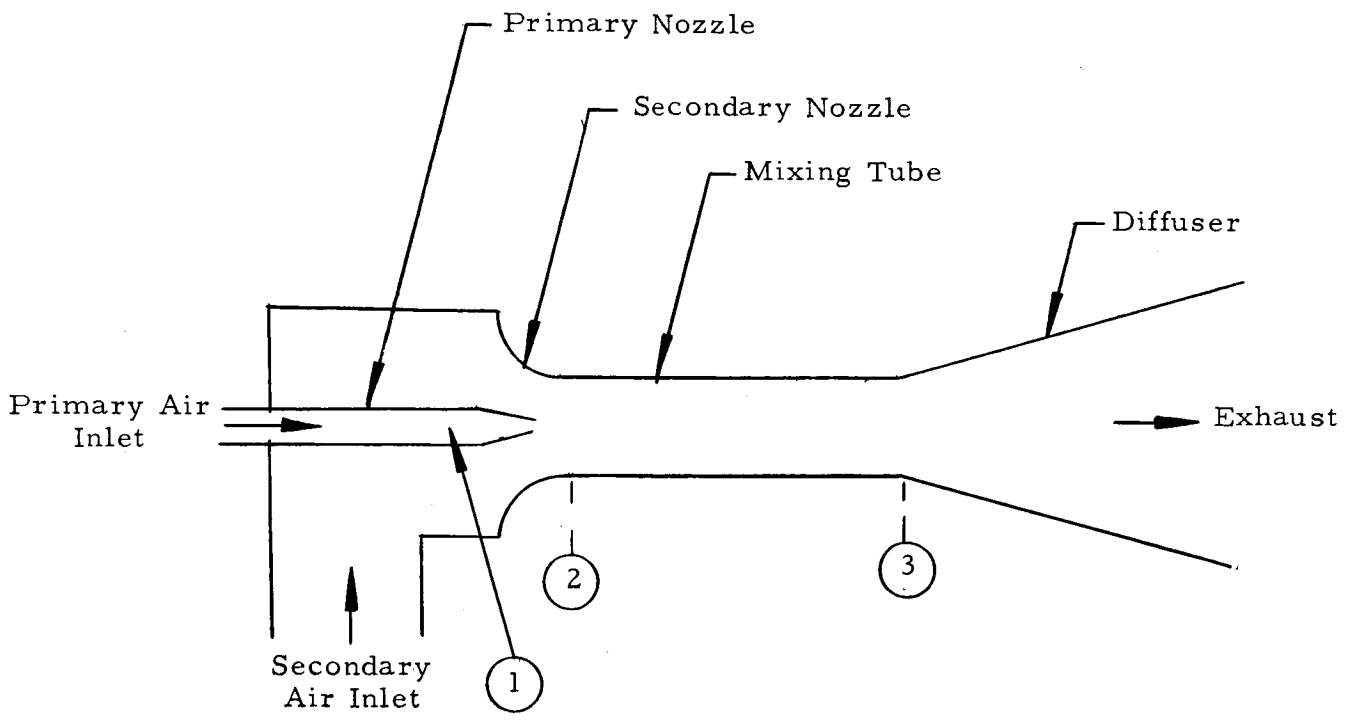 Primary Nozzle
Secondary Nozzle
Mixing Tube
Diffuser
Primary Air
Inlet
Exhaust
2
3
Secondary
Air Inlet
1